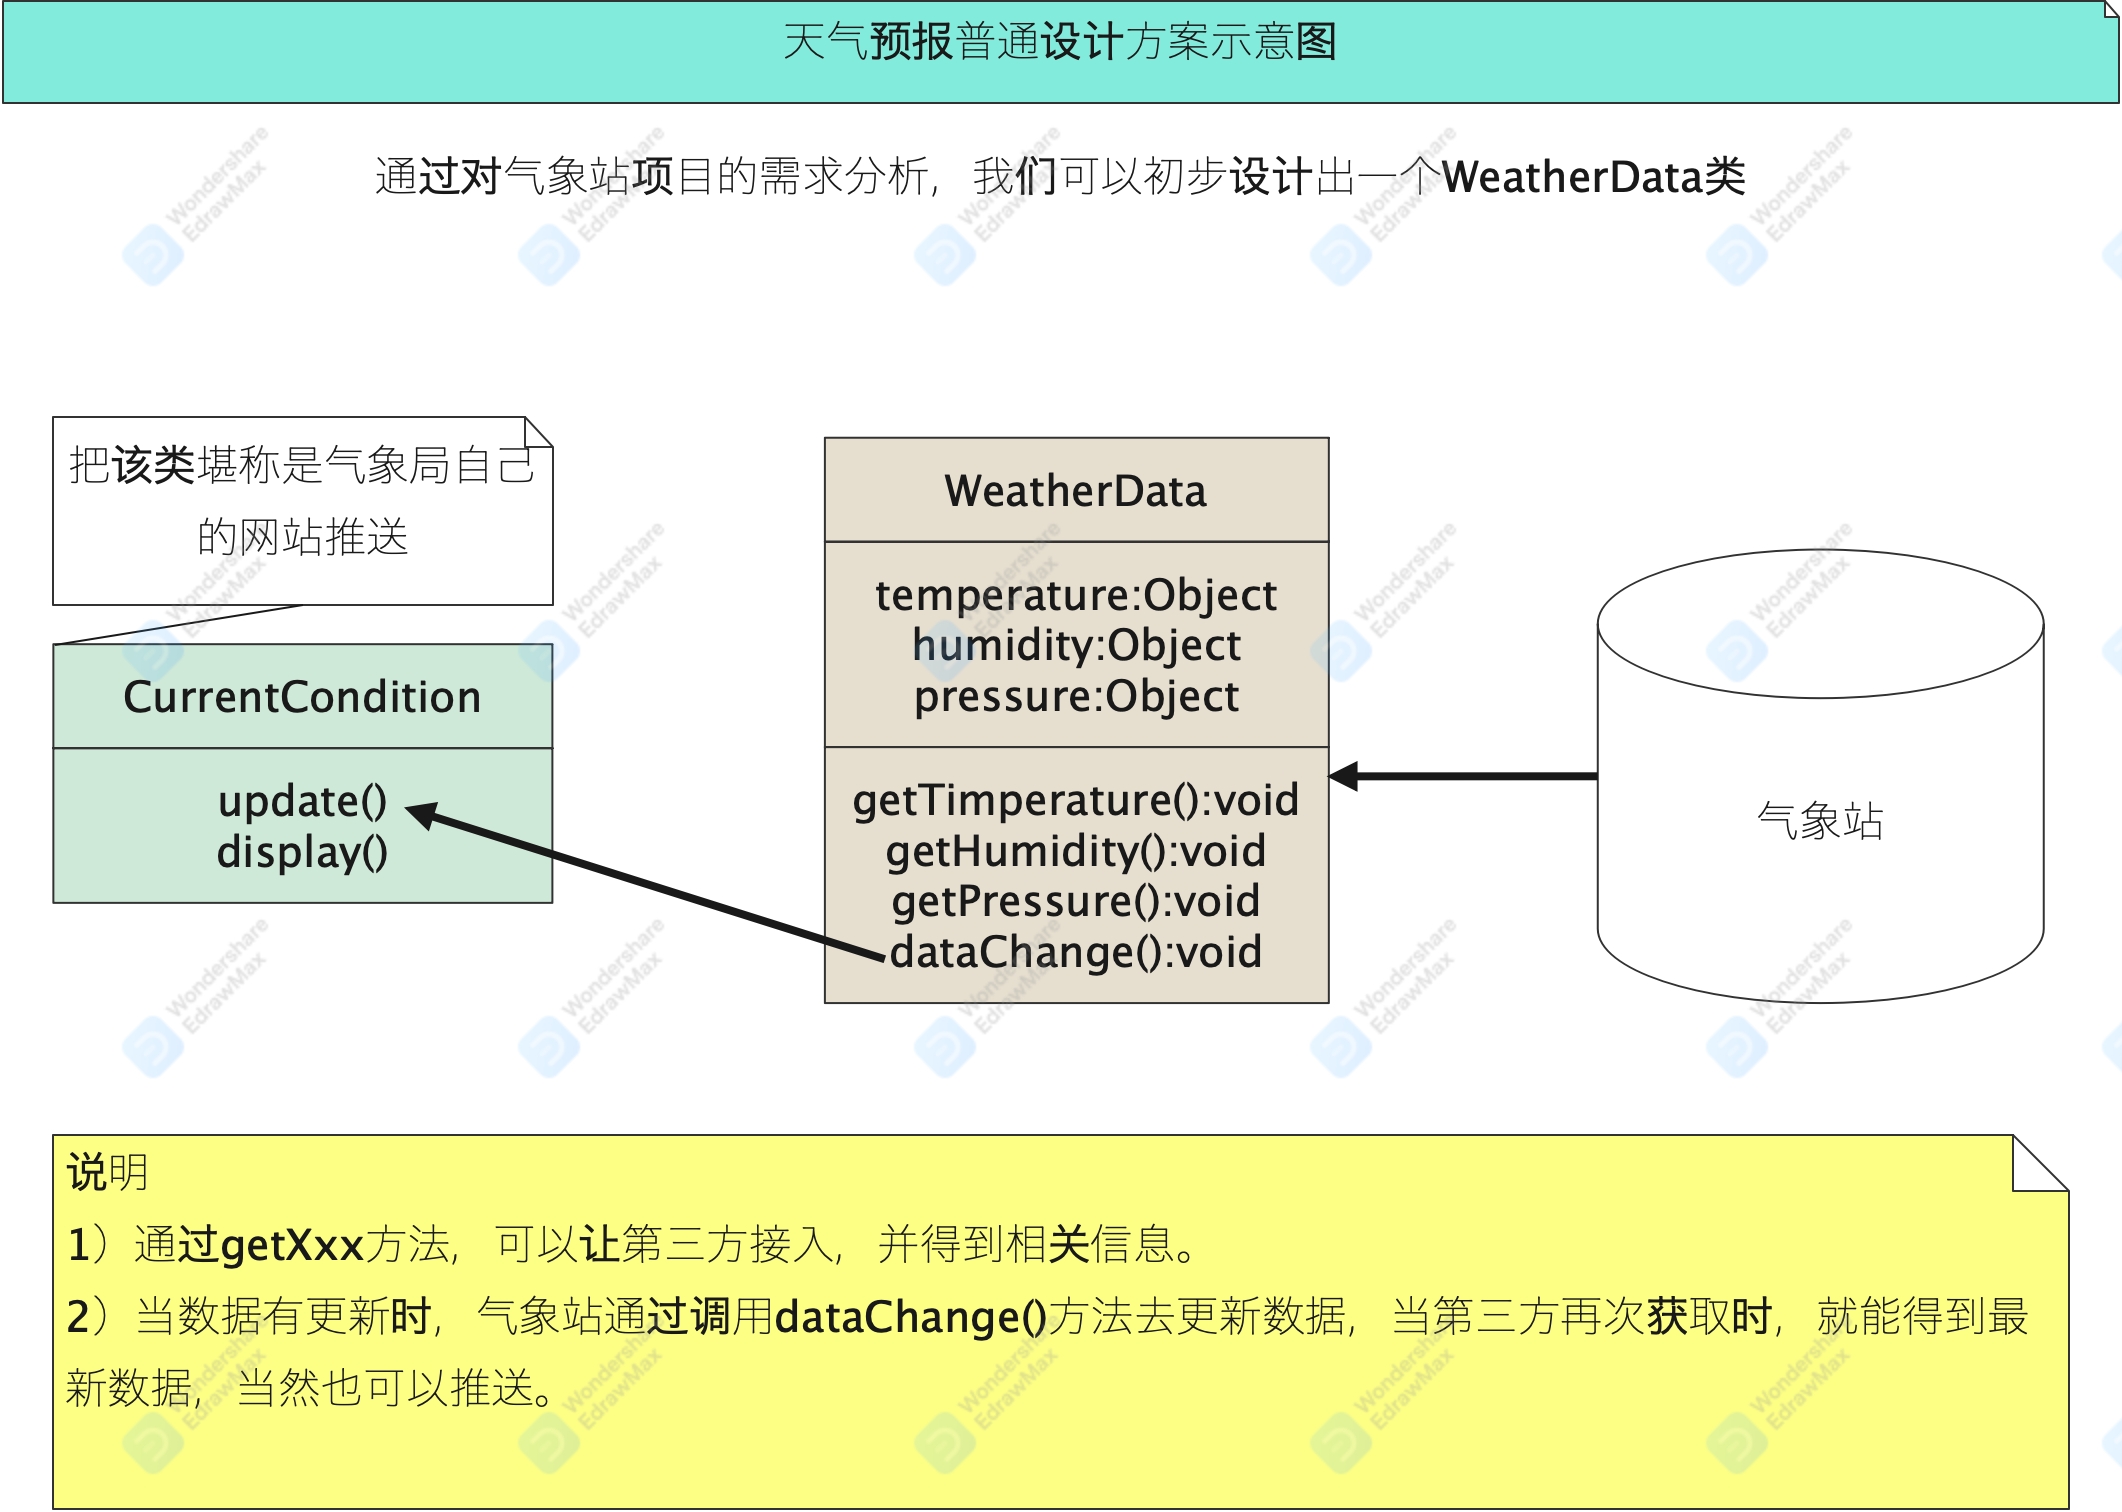 天气预报普通设计方案示意图
通过对气象站项目的需求分析，我们可以初步设计出一个WeatherData类
把该类堪称是气象局自己
的网站推送
CurrentCondition
update()
display()
WeatherData
temperature:Object
humidity:Object
pressure:Object
getTimperature():void
getHumidity():void
getPressure():void
dataChange():void
气象站
说明
1）通过getXxx方法，可以让第三方接入，并得到相关信息。
2）当数据有更新时，气象站通过调用dataChange()方法去更新数据，当第三方再次获取时，就能得到最
新数据，当然也可以推送。
Wondershare
EdrawMax